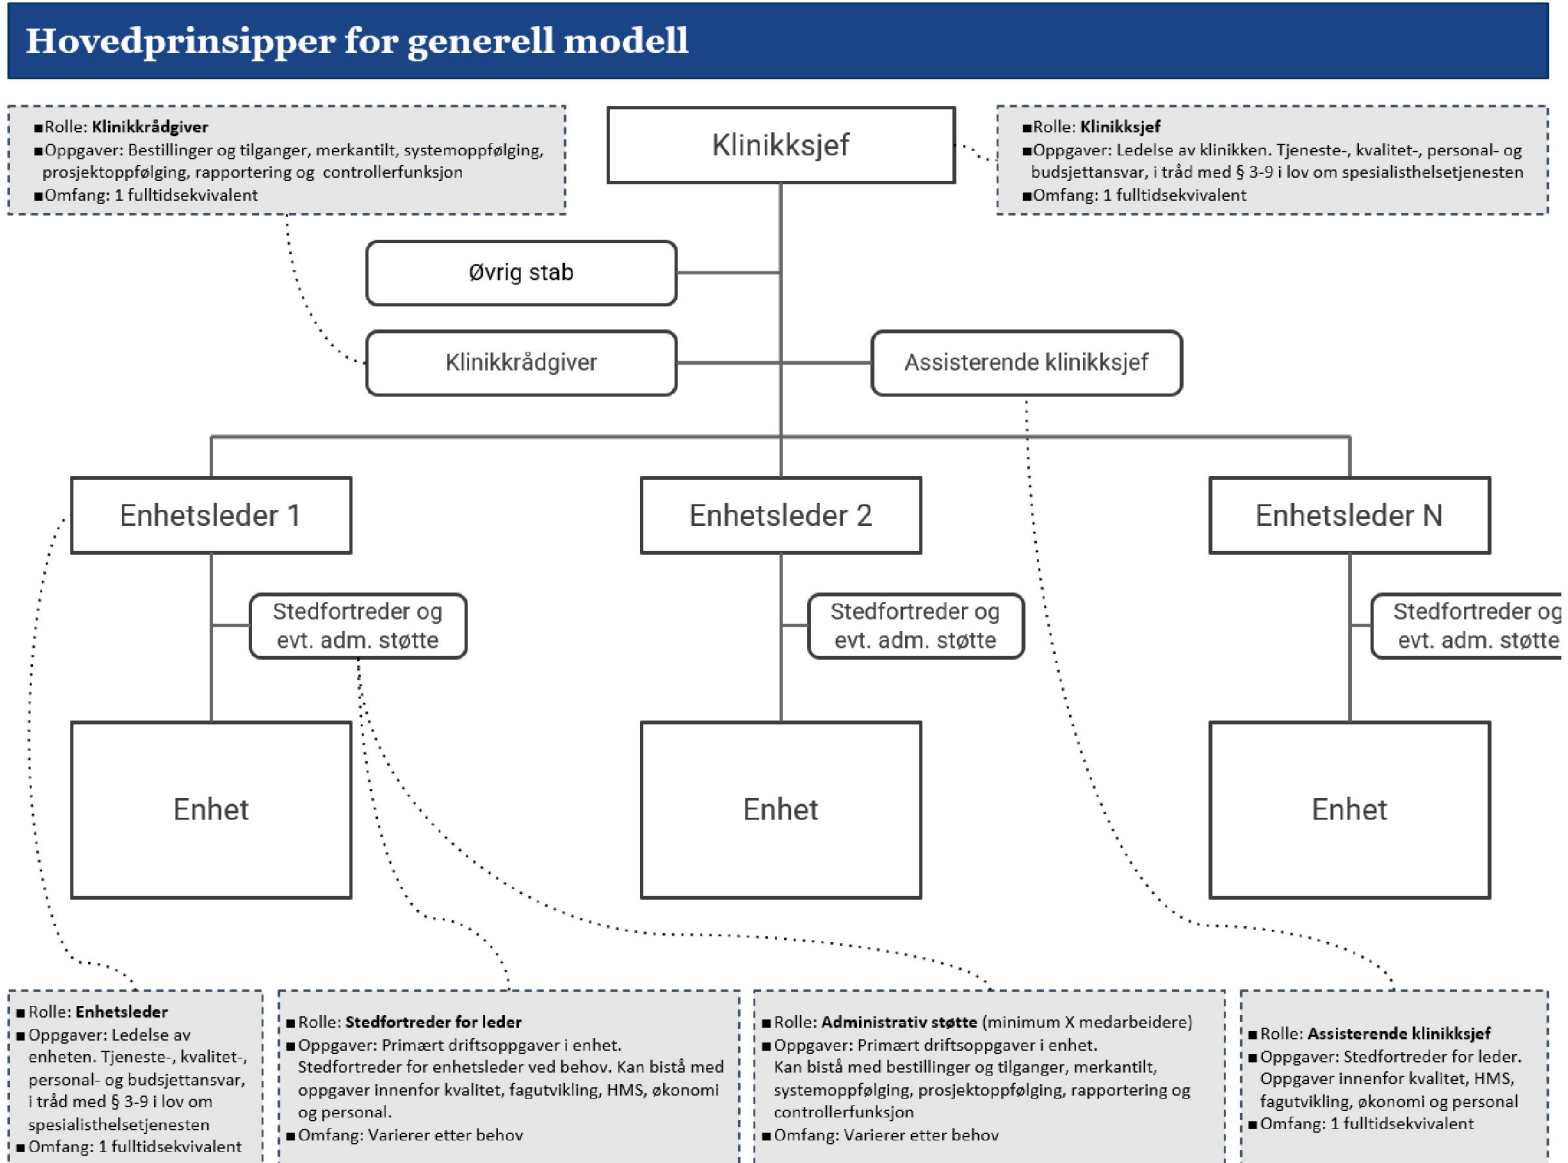 Hovedprinsipper for generell modell
■Rolle: Klinikkrådgiver
■Oppgaver: Bestillinger og tilganger, merkantilt, systemoppfølging,
prosjektoppfølging, rapportering og controllerfunksjon
■Omfang: 1 fulltidsekvivalent
Klinikksjef
■Rolle: Klinikksjef
■Oppgaver: Ledelse av klinikken. Tjeneste-, kvalitet-, personal- og
budsjettansvar, i tråd med § 3-9 i lov om spesialisthelsetjenesten
■Omfang: 1 fulltidsekvivalent
Øvrig stab
Klinikkrådgiver
Assisterende klinikksjef
Enhetsleder 1
Enhetsleder 2
Enhetsleder N
Stedfortreder og
evt. adm. støtte
Stedfortreder og
evt. adm. støtte
Stedfortreder og
evt. adm. støtte
Enhet
Enhet
Enhet
■ Rolle: Enhetsleder
■ Oppgaver: Ledelse av
enheten. Tjeneste-, kvalitet-,
personal- og budsjettansvar,
i tråd med § 3-9 i lov om
spesialisthelsetjenesten
■ Omfang: 1 fulltidsekvivalent
■ Rolle: Stedfortreder for leder
■ Oppgaver: Primært driftsoppgaver i enhet.
Stedfortreder for enhetsleder ved behov. Kan bistå med
oppgaver innenfor kvalitet, fagutvikling, HMS, økonomi
og personal.
■ Omfang: Varierer etter behov
■ Rolle: Administrativ støtte (minimum X medarbeidere)
■ Oppgaver: Primært driftsoppgaver i enhet.
Kan bistå med bestillinger og tilganger, merkantilt,
systemoppfølging, prosjektoppfølging, rapportering og
controllerfunksjon
■ Omfang: Varierer etter behov
■ Rolle: Assisterende klinikksjef
■ Oppgaver: Stedfortreder for leder.
Oppgaver innenfor kvalitet, HMS,
fagutvikling, økonomi og personal
■ Omfang: 1 fulltidsekvivalent